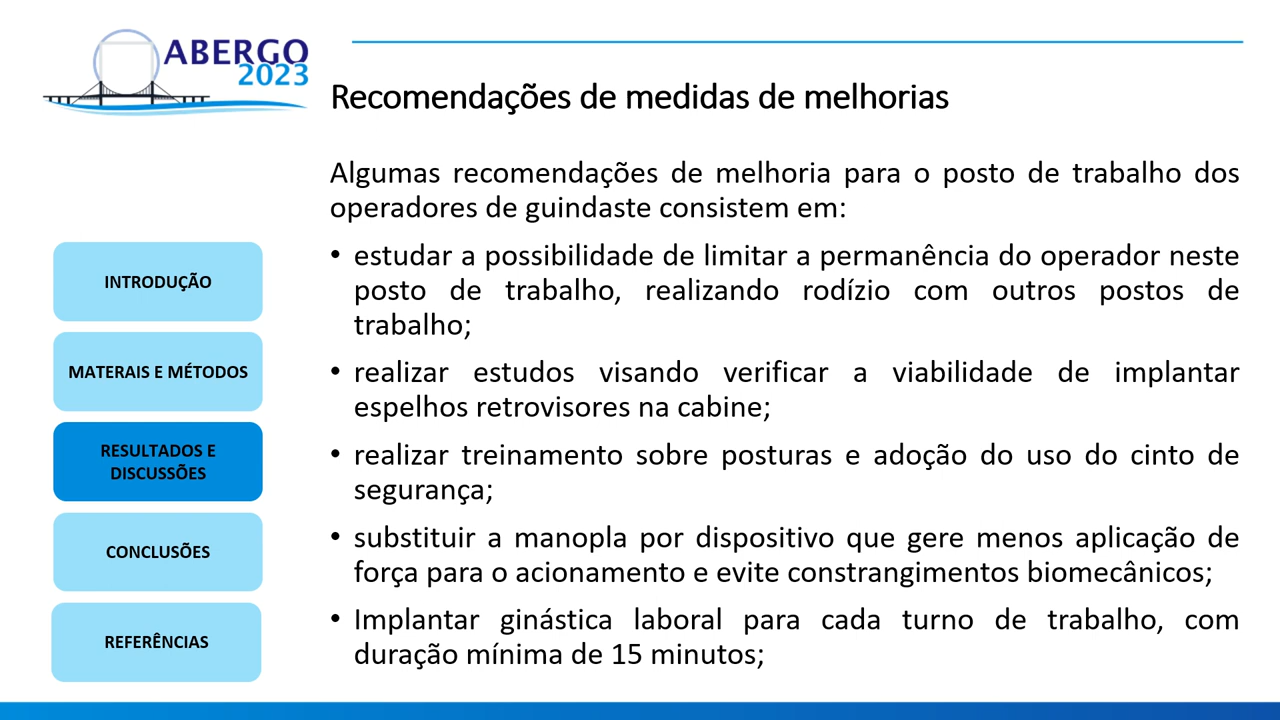 ABERGO
2023
Recomendações de medidas de melhorias
Algumas recomendações de melhoria para o posto de trabalho dos
operadores de guindaste consistem em:
• estudar a possibilidade de limitar a permanência do operador neste
posto de trabalho, realizando rodízio com outros postos de
trabalho;
• realizar estudos visando verificar a viabilidade de implantar
espelhos retrovisores na cabine;
• realizar treinamento sobre posturas e adoção do uso do cinto de
segurança;
• substituir a manopla por dispositivo que gere menos aplicação de
força para o acionamento e evite constrangimentos biomecânicos;
• Implantar ginástica laboral para cada turno de trabalho, com
duração mínima de 15 minutos;
INTRODUÇÃO
MATERAIS E MÉTODOS
RESULTADOS E
DISCUSSÕES
CONCLUSÕES
REFERÊNCIAS